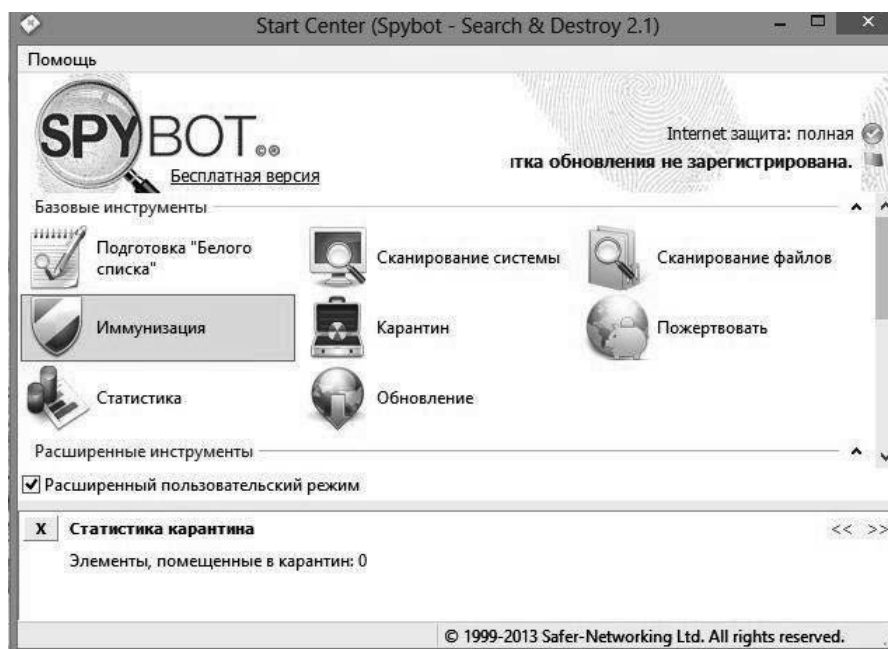 Start Center (Spybot - Search & Destroy 2.1)
Помощь
SPYBOT
Бесплатная версия
Internet защита: полная
обновления не зарегистрирована.
Базовые инструменты
Подготовка "Белого
списка"
Сканирование системы
Сканирование файлов
Иммунизация
Карантин
Пожертвовать
Статистика
Обновление
Расширенные инструменты
Расширенный пользовательский режим
X Статистика карантина << >>
Элементы, помещенные в карантин: 0
© 1999-2013 Safer-Networking Ltd. All rights reserved.